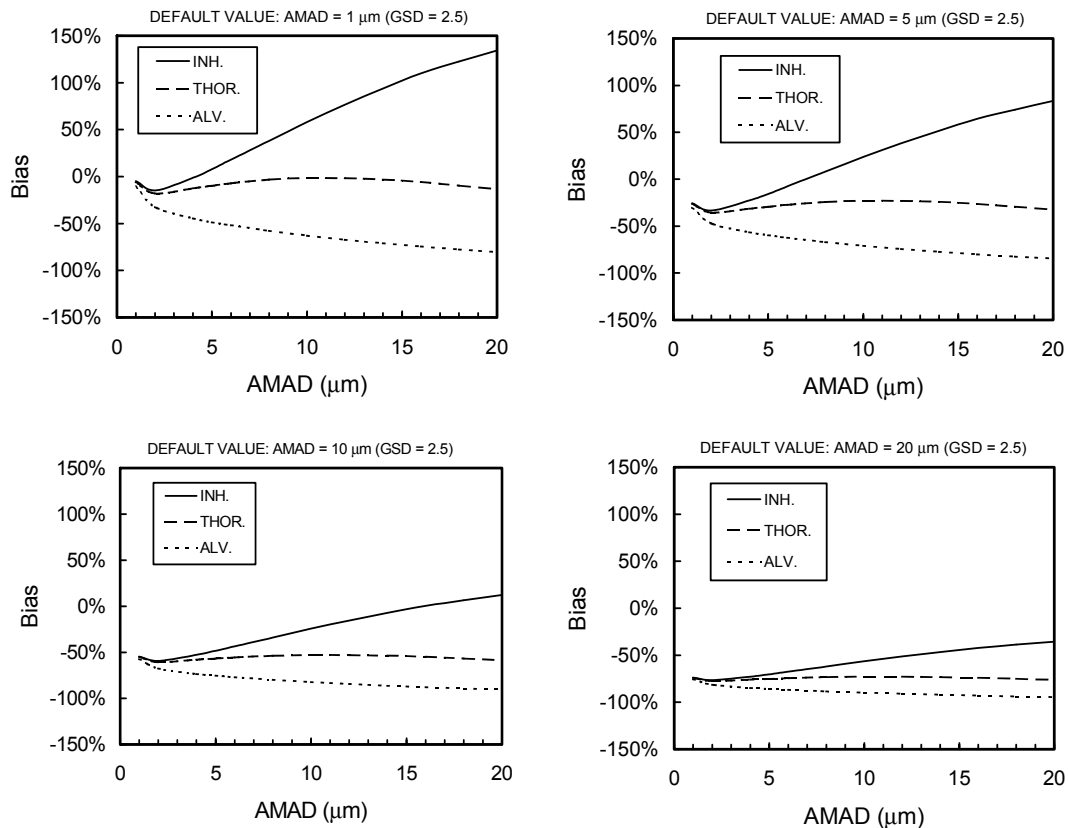 DEFAULT VALUE: AMAD = 1 μm (GSD = 2.5)
150%
100%
50%
0%
-50%
-100%
-150%
Bias
INH.
THOR.
ALV.
0 5 10 15 20
AMAD (μm)
DEFAULT VALUE: AMAD = 5 μm (GSD = 2.5)
150%
100%
50%
0%
-50%
-100%
-150%
Bias
INH.
THOR.
ALV.
0 5 10 15 20
AMAD (μm)
DEFAULT VALUE: AMAD = 10 μm (GSD = 2.5)
150%
100%
50%
0%
-50%
-100%
-150%
Bias
INH.
THOR.
ALV.
0 5 10 15 20
AMAD (μm)
DEFAULT VALUE: AMAD = 20 μm (GSD = 2.5)
150%
100%
50%
0%
-50%
-100%
-150%
Bias
INH.
THOR.
ALV.
0 5 10 15 20
AMAD (μm)